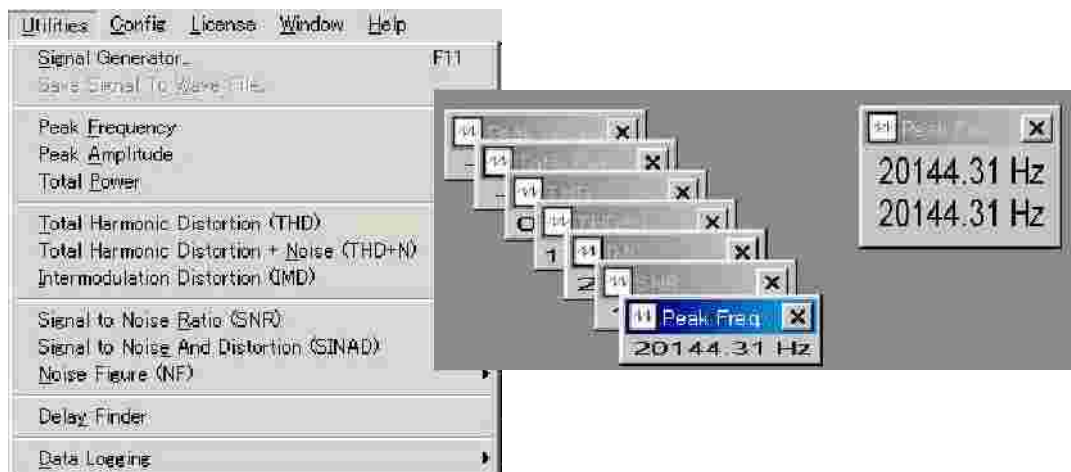 Utilities Config License Window Help
Signal Generator... F11
Save Signal To Wave File...
Peak Frequency
Peak Amplitude
Total Power
Total Harmonic Distortion (THD)
Total Harmonic Distortion + Noise (THD+N)
Intermodulation Distortion (IMD)
Signal to Noise Ratio (SNR)
Signal to Noise And Distortion (SINAD)
Noise Figure (NF)
Delay Finder
Data Logging
THD
SNR
Peak Freq
20144.31 Hz
20144.31 Hz
20144.31 Hz